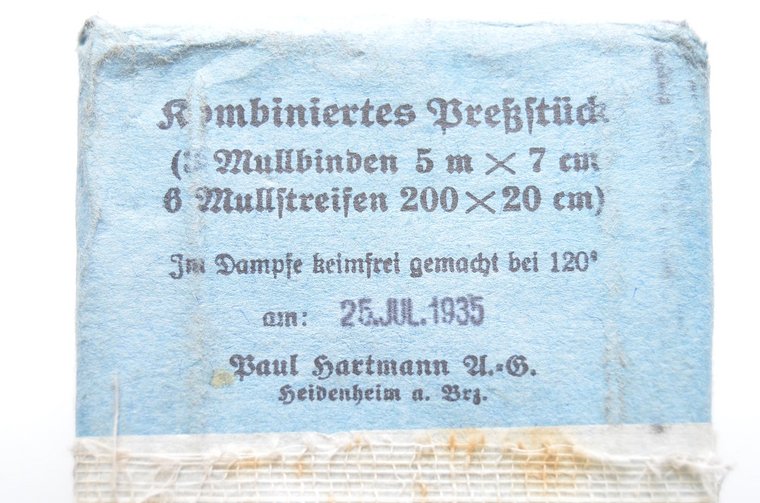 Kombiniertes Preßstück
(3 Mullbinden 5 m × 7 cm
6 Mullstreifen 200 × 20 cm)
Im Dampfe keimfrei gemacht bei 120°
am: 25.JUL.1935
Paul Hartmann A.=G.
Heidenheim a. Brz.